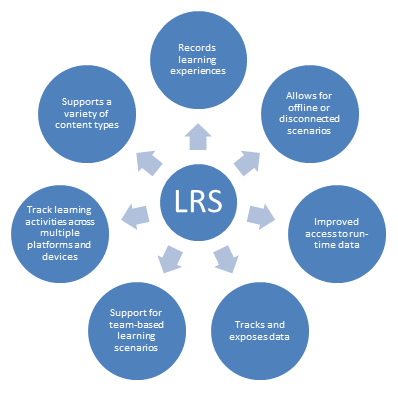 Records
learning
experiences
Allows for
offline or
disconnected
scenarios
Improved
access to run-
time data
Tracks and
exposes data
Support for
team-based
learning
scenarios
Track learning
activities across
multiple
platforms and
devices
Supports a
variety of
content types
LRS